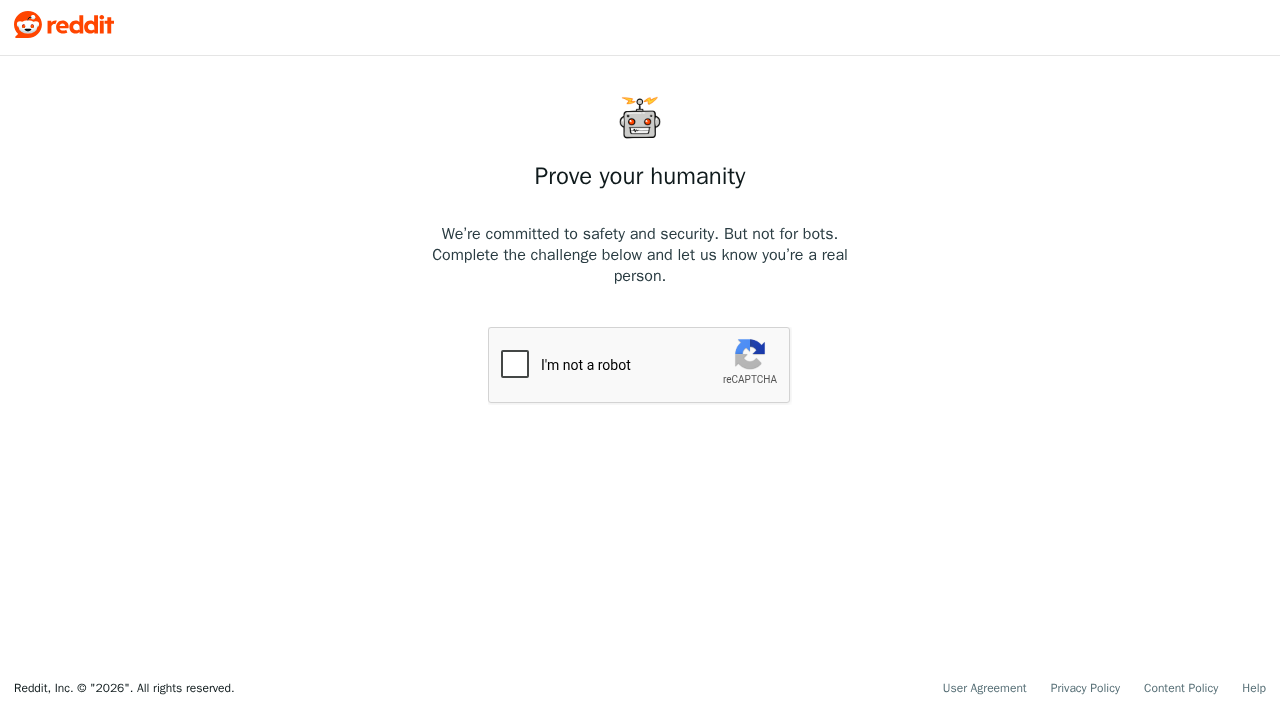 reddit
Prove your humanity
We’re committed to safety and security. But not for bots.
Complete the challenge below and let us know you’re a real
person.
I'm not a robot
reCAPTCHA
Reddit, Inc. © "2026". All rights reserved.
User Agreement
Privacy Policy
Content Policy
Help